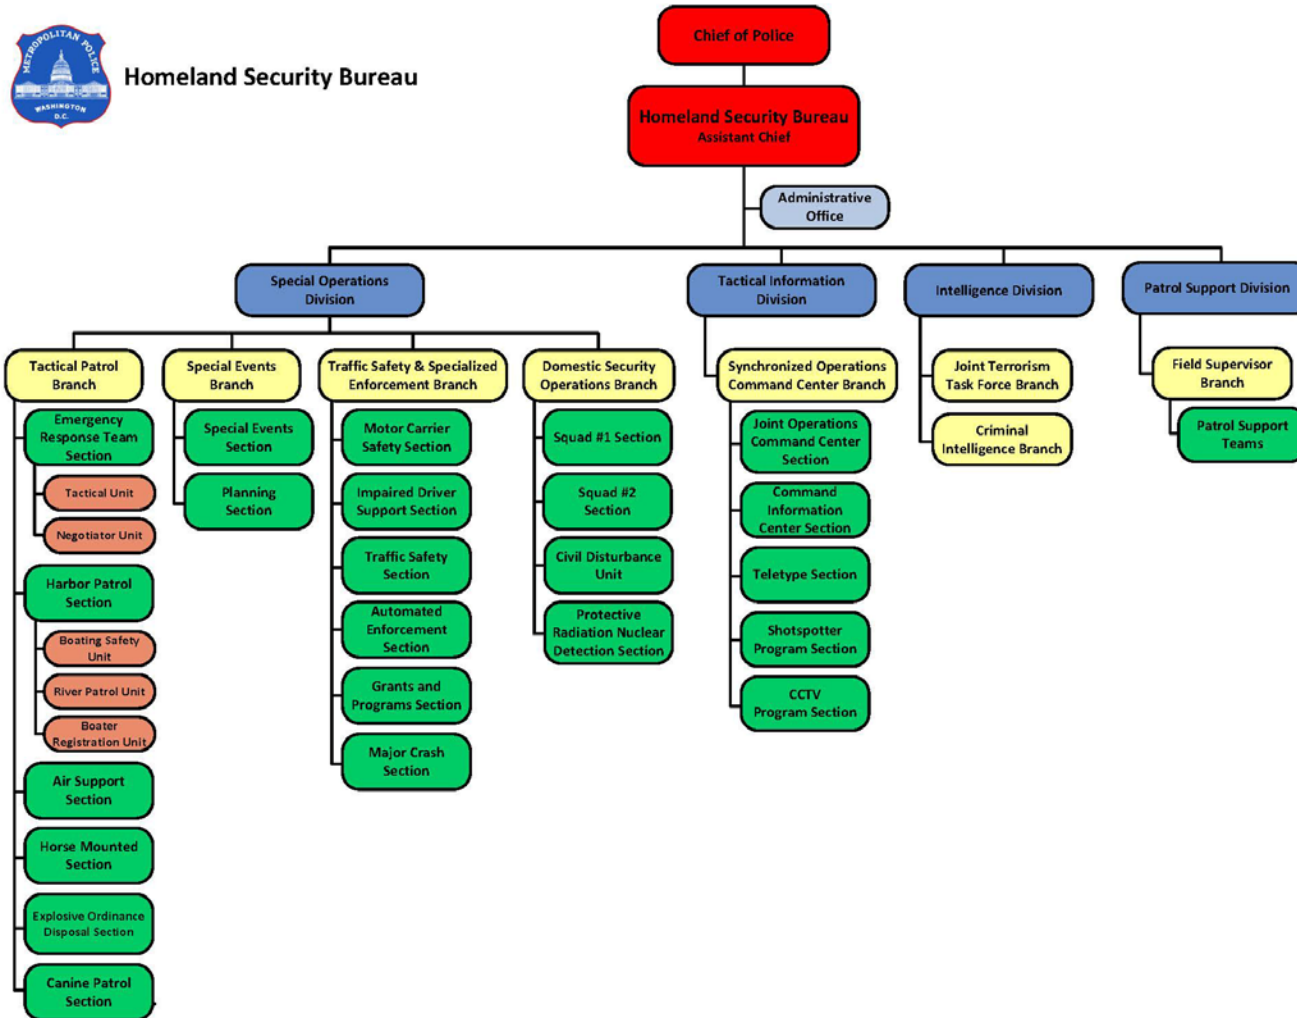 METROPOLITAN POLICE
WASHINGTON
D.C.
Homeland Security Bureau
Chief of Police
Homeland Security Bureau
Assistant Chief
Administrative
Office
Special Operations
Division
Tactical Information
Division
Intelligence Division
Patrol Support Division
Tactical Patrol
Branch
Special Events
Branch
Traffic Safety & Specialized
Enforcement Branch
Domestic Security
Operations Branch
Synchronized Operations
Command Center Branch
Joint Terrorism
Task Force Branch
Field Supervisor
Branch
Emergency
Response Team
Section
Tactical Unit
Negotiator Unit
Harbor Patrol
Section
Boating Safety
Unit
River Patrol Unit
Boater
Registration Unit
Air Support
Section
Horse Mounted
Section
Explosive Ordinance
Disposal Section
Canine Patrol
Section
Special Events
Section
Planning
Section
Motor Carrier
Safety Section
Impaired Driver
Support Section
Traffic Safety
Section
Automated
Enforcement
Section
Grants and
Programs Section
Major Crash
Section
Squad #1 Section
Squad #2
Section
Civil Disturbance
Unit
Protective
Radiation Nuclear
Detection Section
Joint Operations
Command Center
Section
Command
Information
Center Section
Teletype Section
Shotspotter
Program Section
CCTV
Program Section
Criminal
Intelligence Branch
Patrol Support
Teams